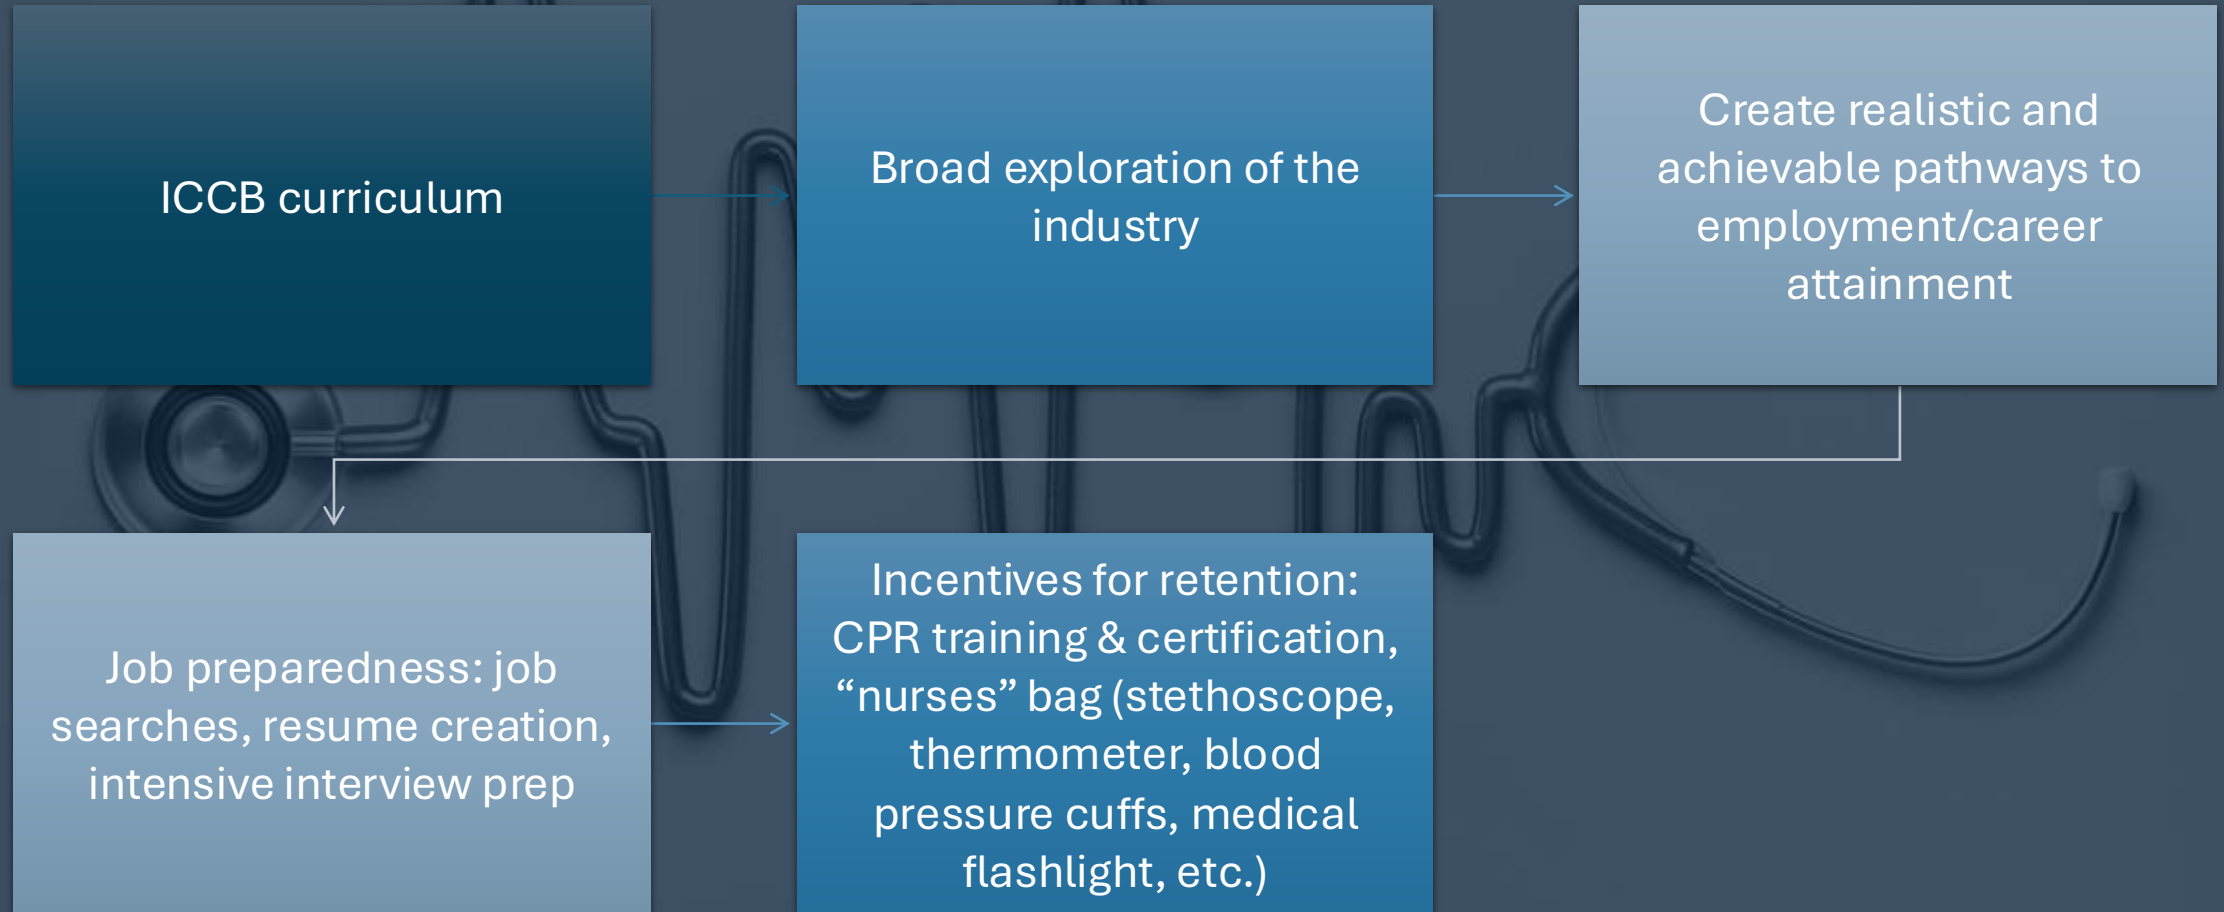 ICCB curriculum
Broad exploration of the
industry
Create realistic and
achievable pathways to
employment/career
attainment
Job preparedness: job
searches, resume creation,
intensive interview prep
Incentives for retention:
CPR training & certification,
“nurses” bag (stethoscope,
thermometer, blood
pressure cuffs, medical
flashlight, etc.)